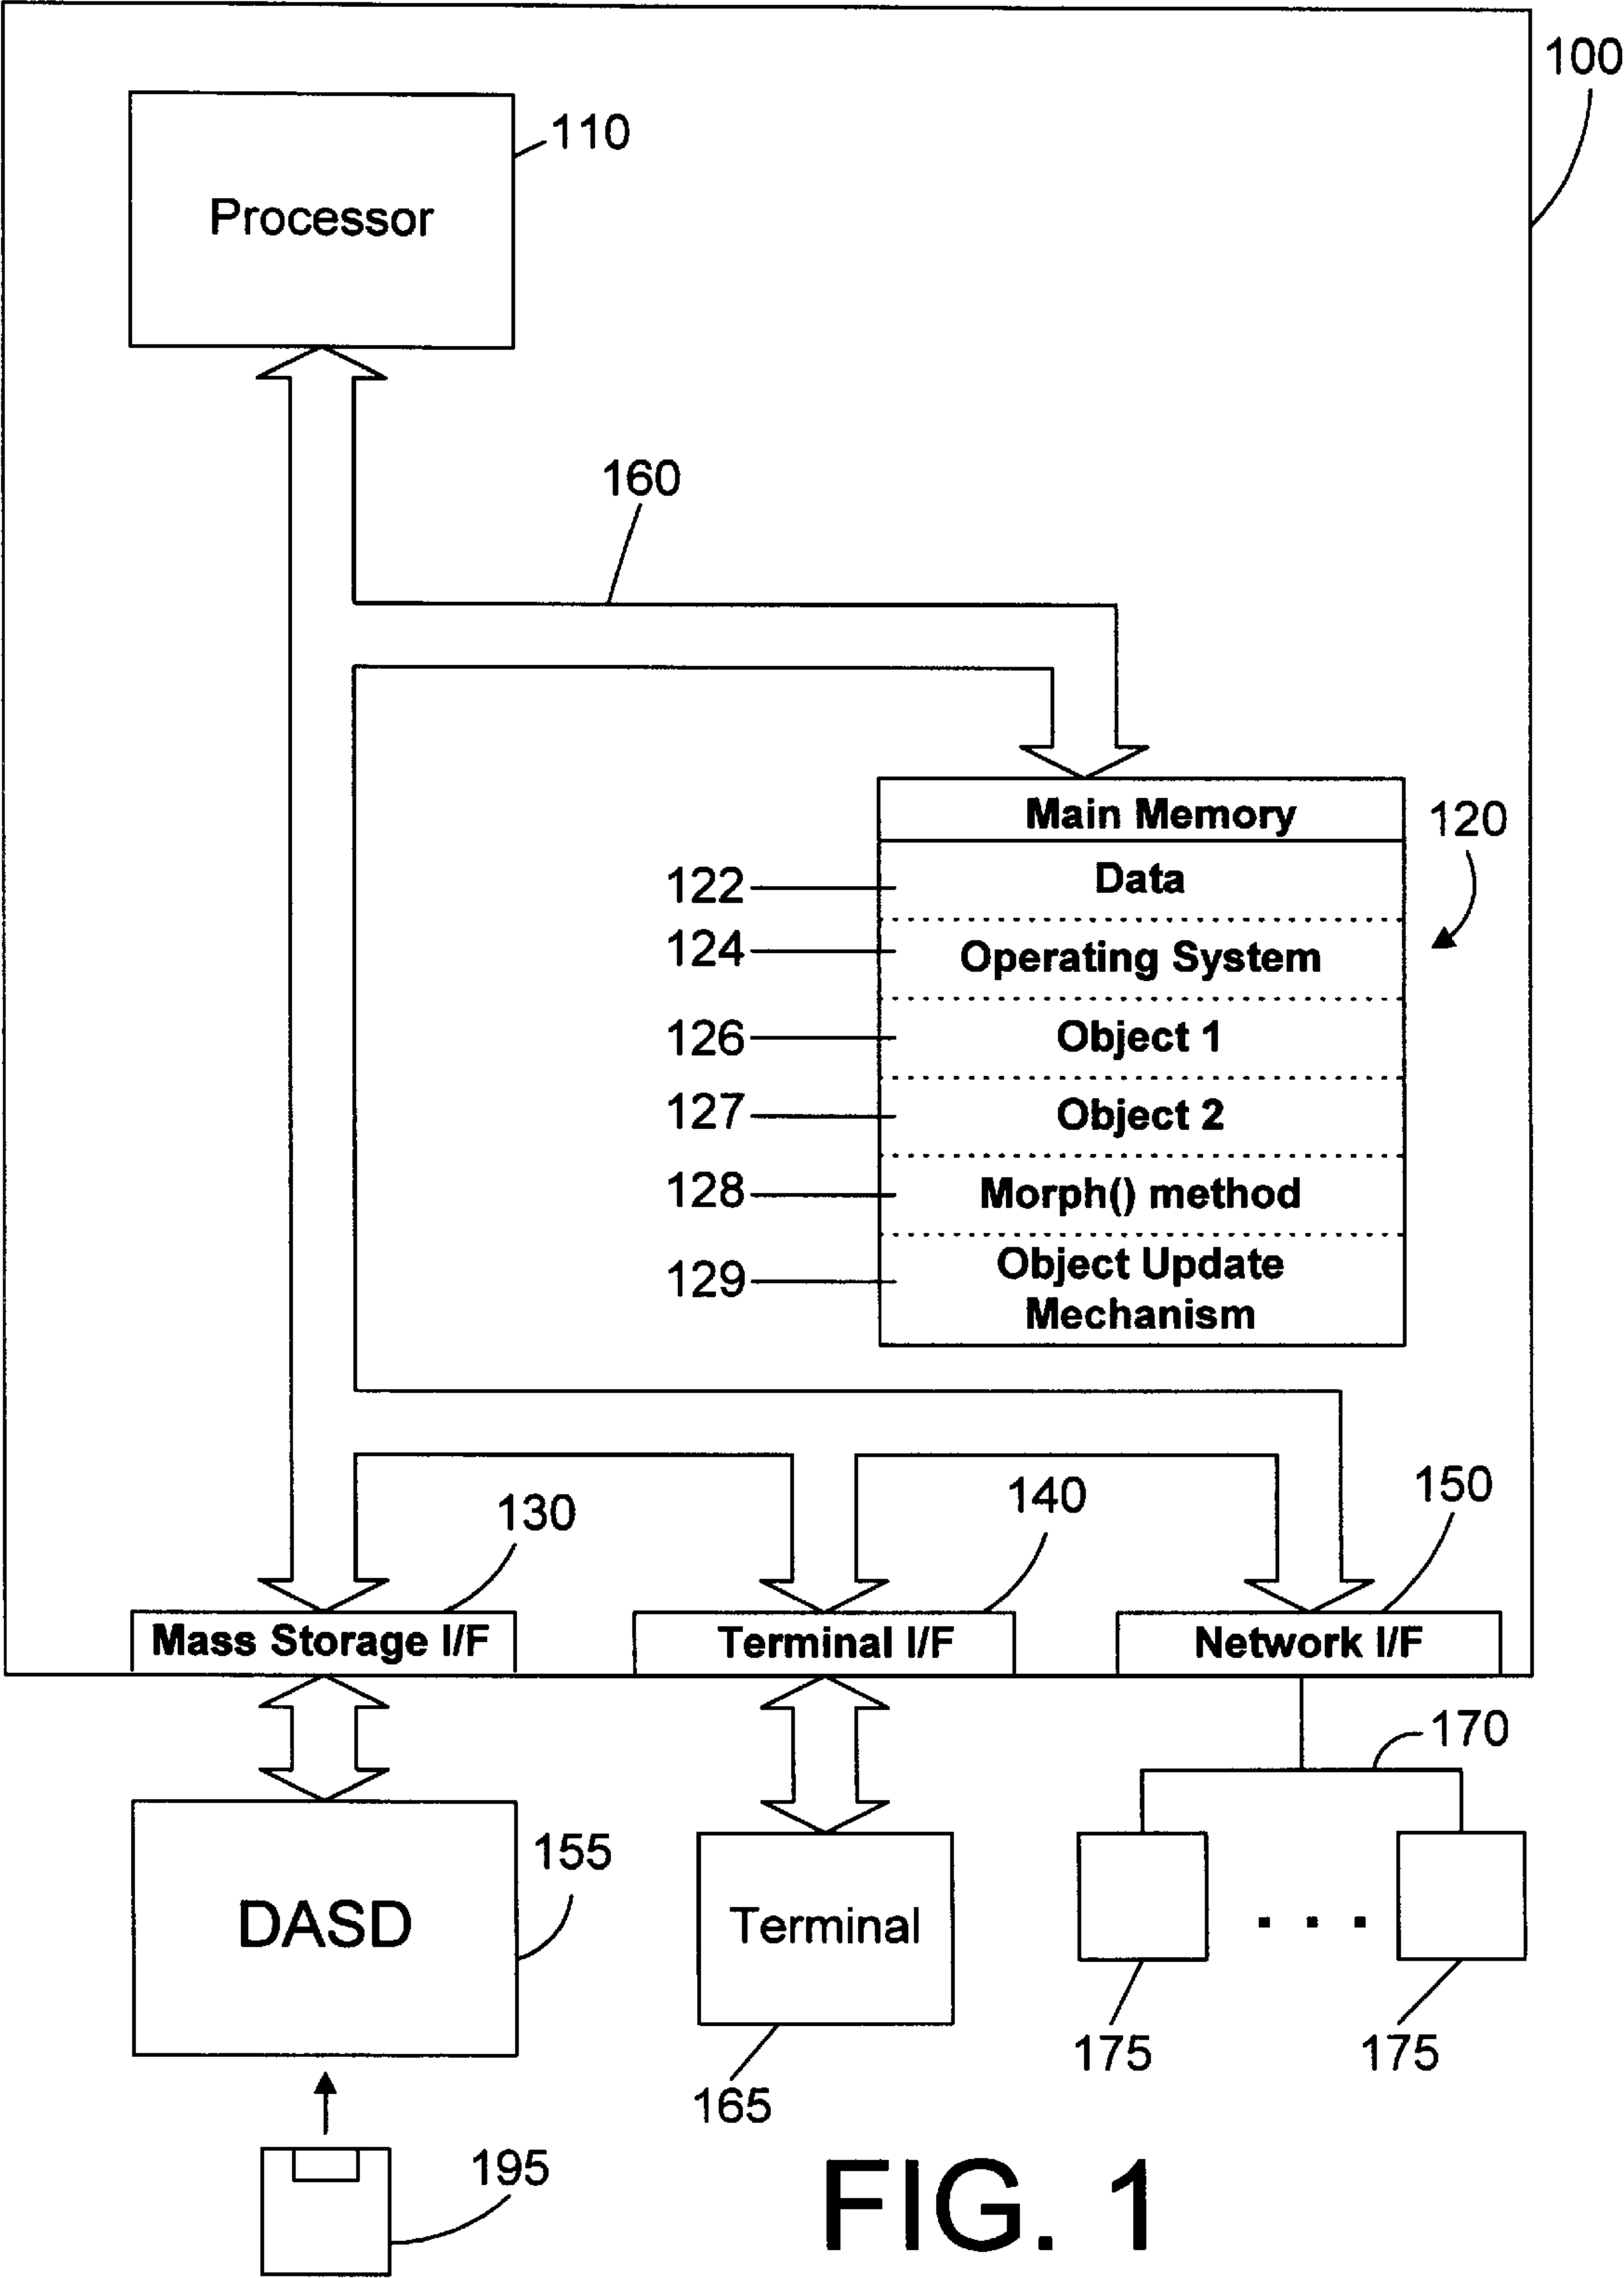 100
110
Processor
160
Main Memory
120
122
Data
124
Operating System
126
Object 1
127
Object 2
128
Morph() method
129
Object Update
Mechanism
130
140
150
Mass Storage I/F
Terminal I/F
Network I/F
170
155
DASD
Terminal
. . .
175
175
165
195
FIG. 1